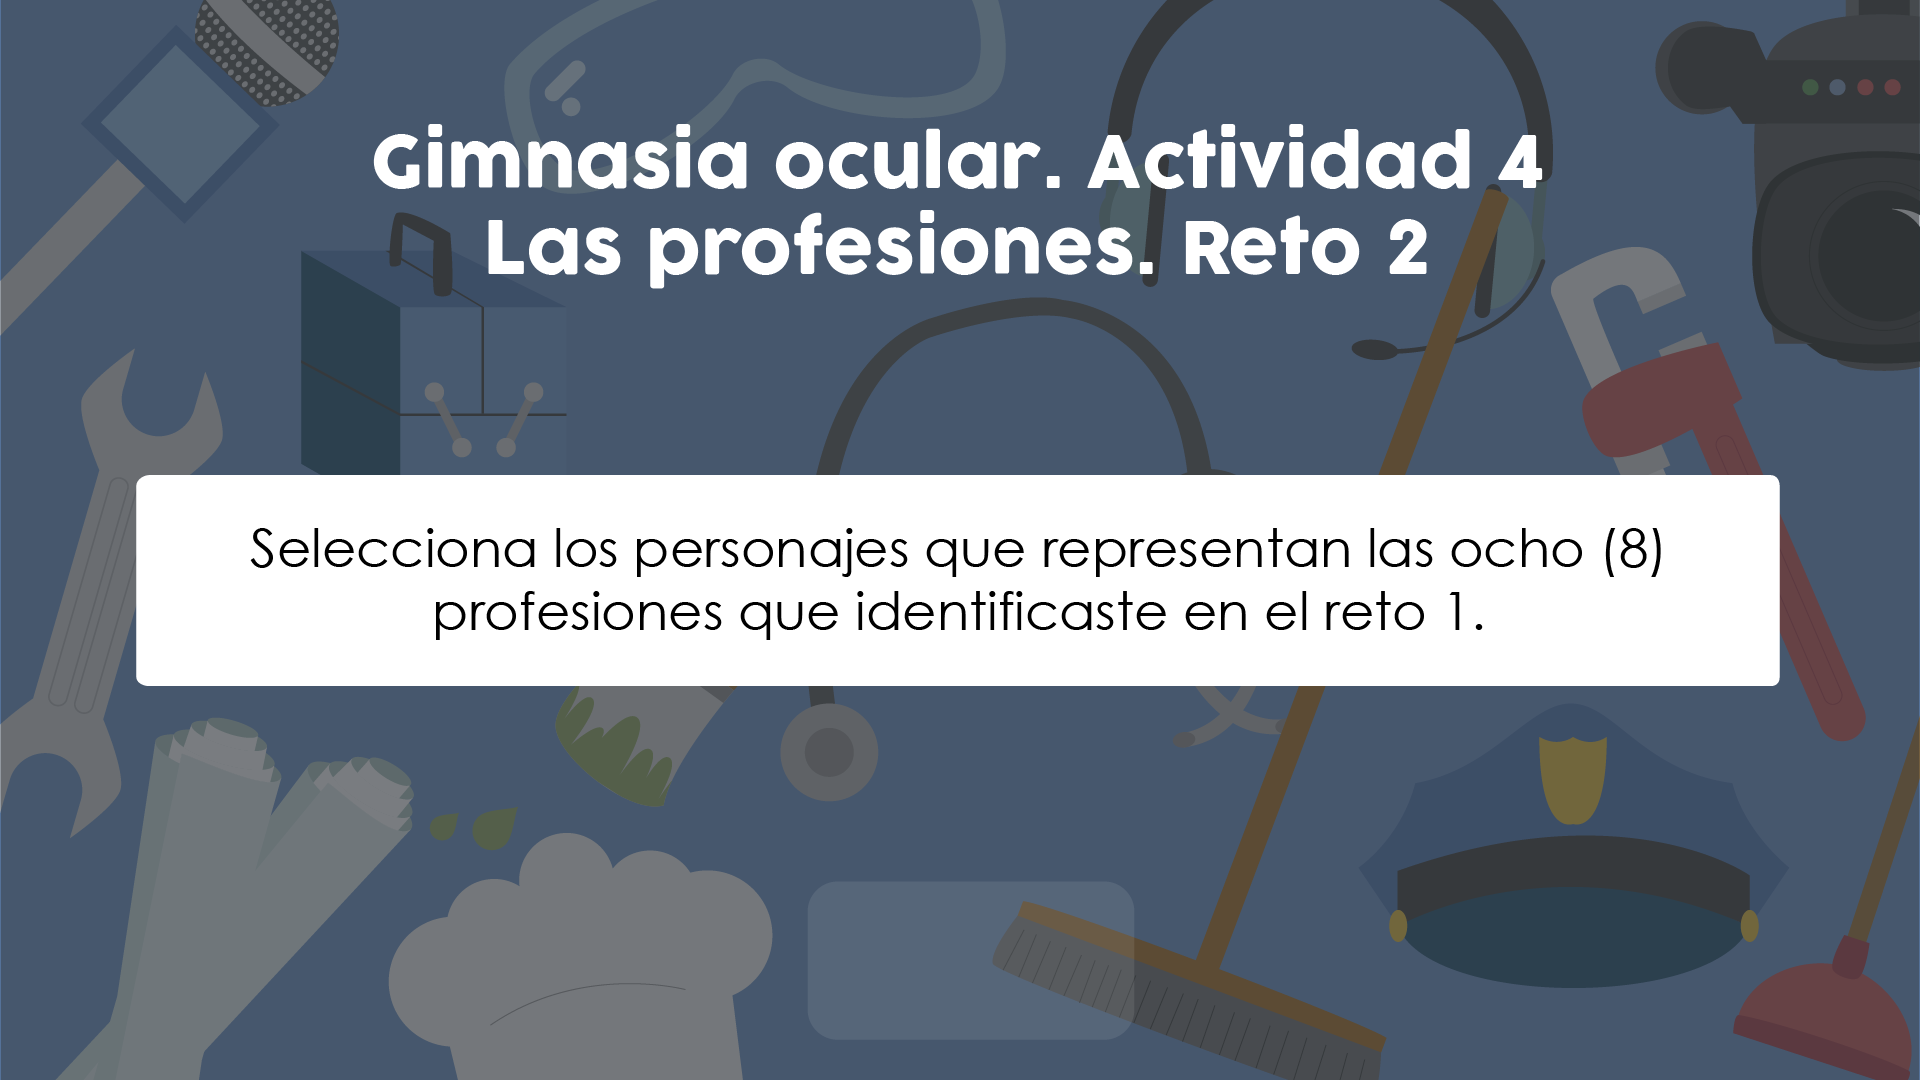 Gimnasia ocular. Actividad 4
Las profesiones. Reto 2
Selecciona los personajes que representan las ocho (8)
profesiones que identificaste en el reto 1.